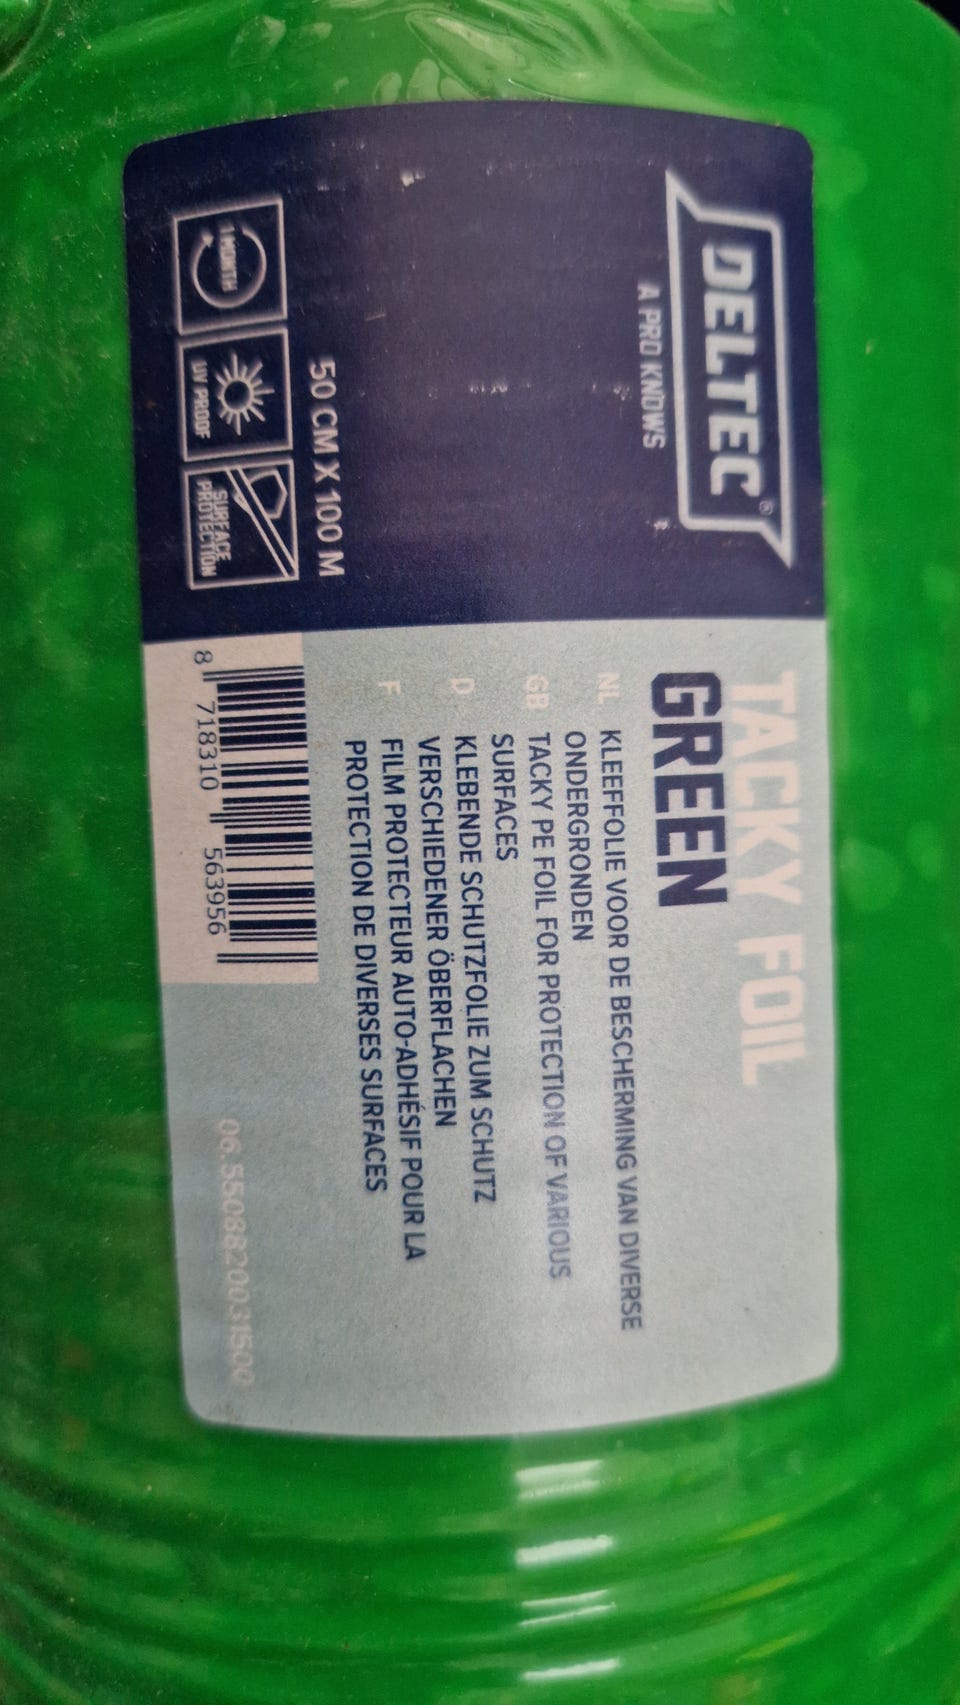 DELTEC®
A PRO KNOWS
50 CM X 100 M
1 MONTH
UV PROOF
SURFACE
PROTECTION
TACKY FOIL
GREEN
NL KLEEFFOLIE VOOR DE BESCHERMING VAN DIVERSE
ONDERGRONDEN
GB TACKY PE FOIL FOR PROTECTION OF VARIOUS
SURFACES
D KLEBENDE SCHUTZFOLIE ZUM SCHUTZ
VERSCHIEDENER ÖBERFLACHEN
F FILM PROTECTEUR AUTO-ADHÉSIF POUR LA
PROTECTION DE DIVERSES SURFACES
8 718310 563956
06.550882003150​0